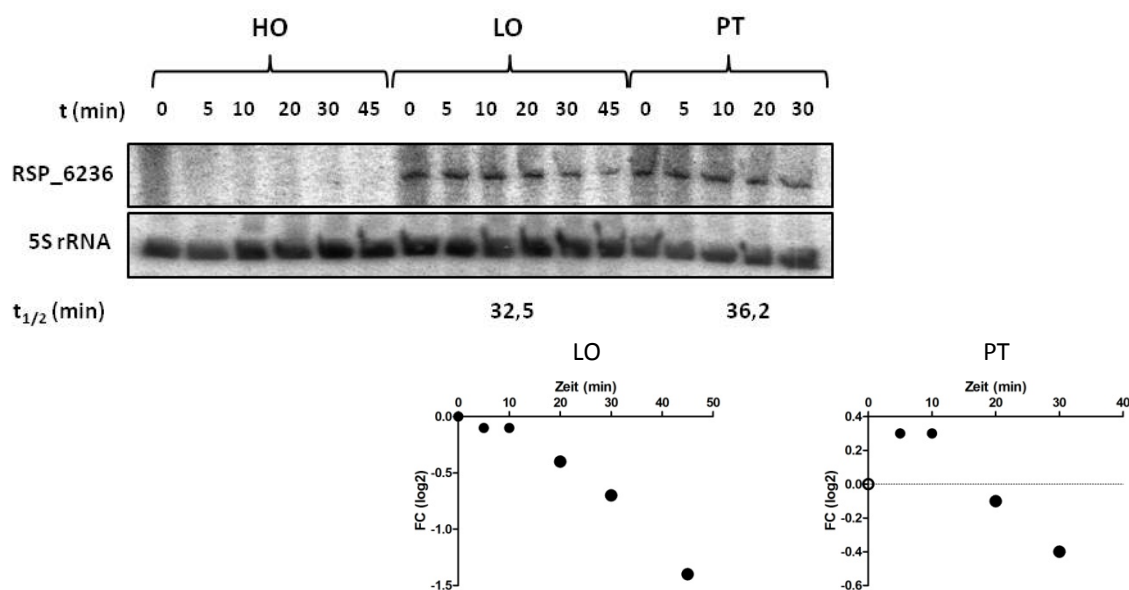 HO LO PT
t (min) 0 5 10 20 30 45 0 5 10 20 30 45 0 5 10 20 30
RSP_6236
5S rRNA
t1/2 (min) 32,5 36,2
LO PT
Zeit (min) Zeit (min)
0 10 20 30 40 50 0 10 20 30 40
0.0 -0.5 -1.0 -1.5
FC (log2)
0.4 0.2 0.0 -0.2 -0.4 -0.6
FC (log2)